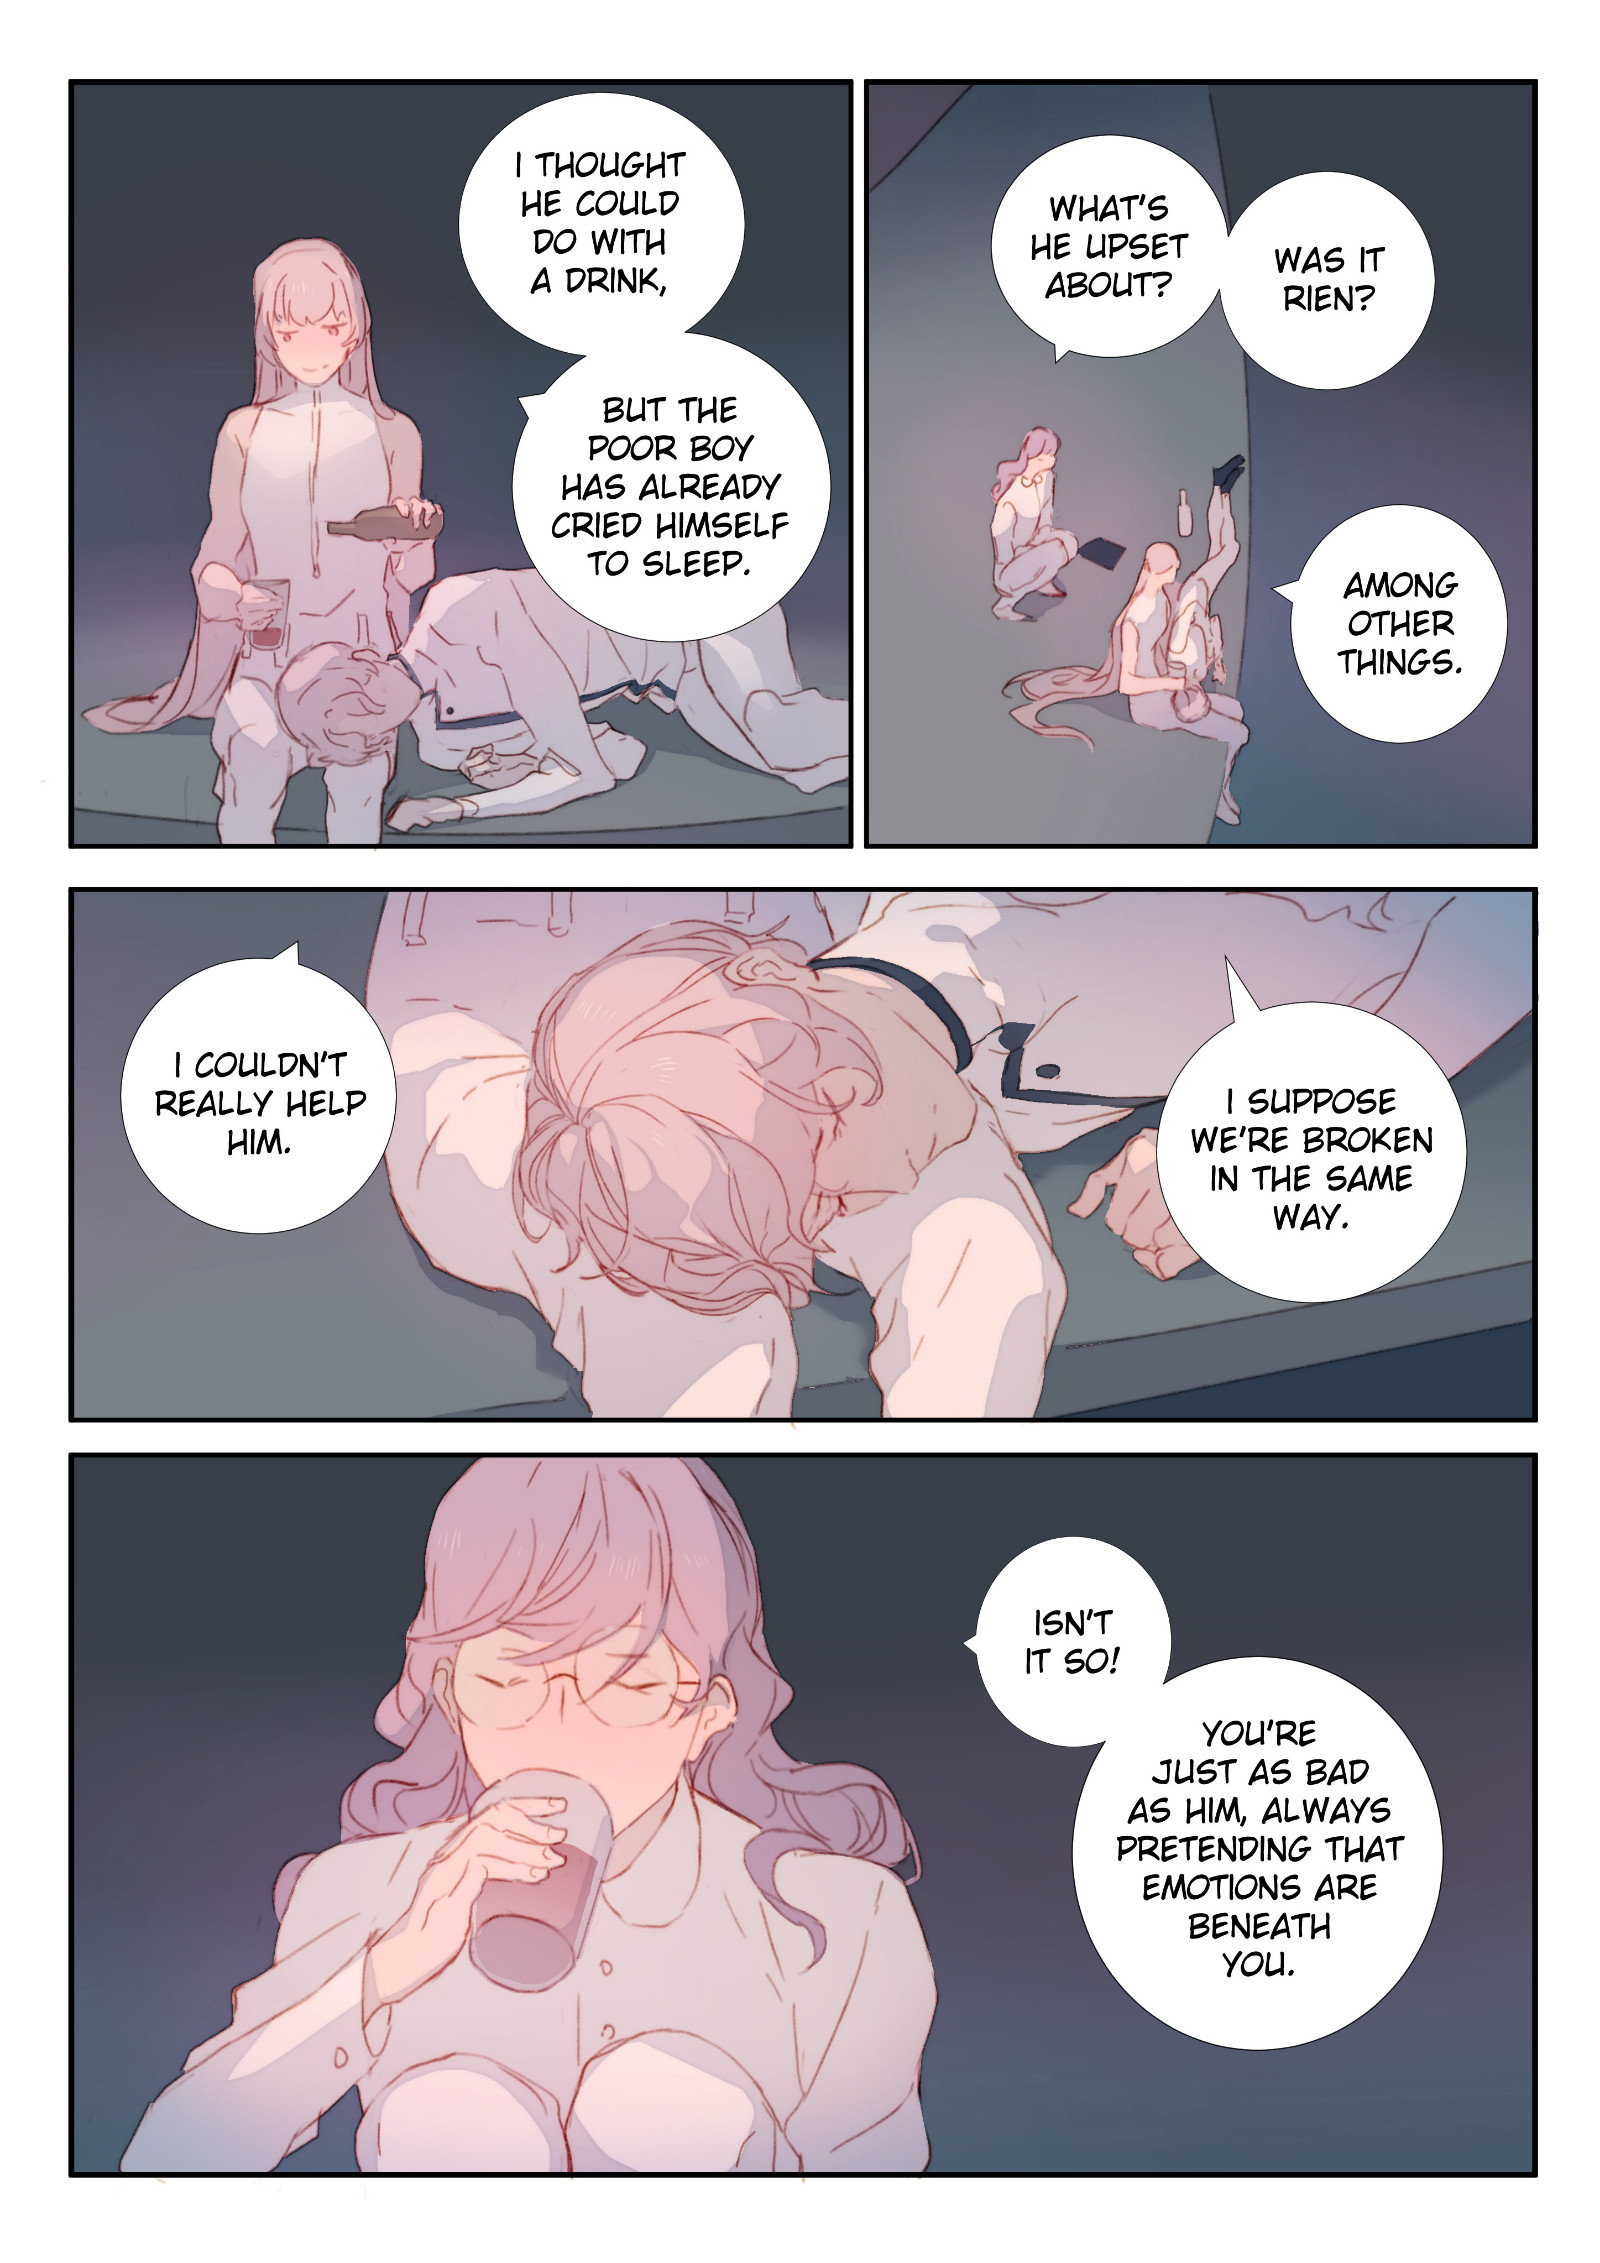 I THOUGHT
HE COULD
DO WITH
A DRINK,
BUT THE
POOR BOY
HAS ALREADY
CRIED HIMSELF
TO SLEEP.
WHAT'S
HE UPSET
ABOUT?
WAS IT
RIEN?
AMONG
OTHER
THINGS.
I COULDN'T
REALLY HELP
HIM.
I SUPPOSE
WE'RE BROKEN
IN THE SAME
WAY.
ISN'T
IT SO!
YOU'RE
JUST AS BAD
AS HIM, ALWAYS
PRETENDING THAT
EMOTIONS ARE
BENEATH
YOU.